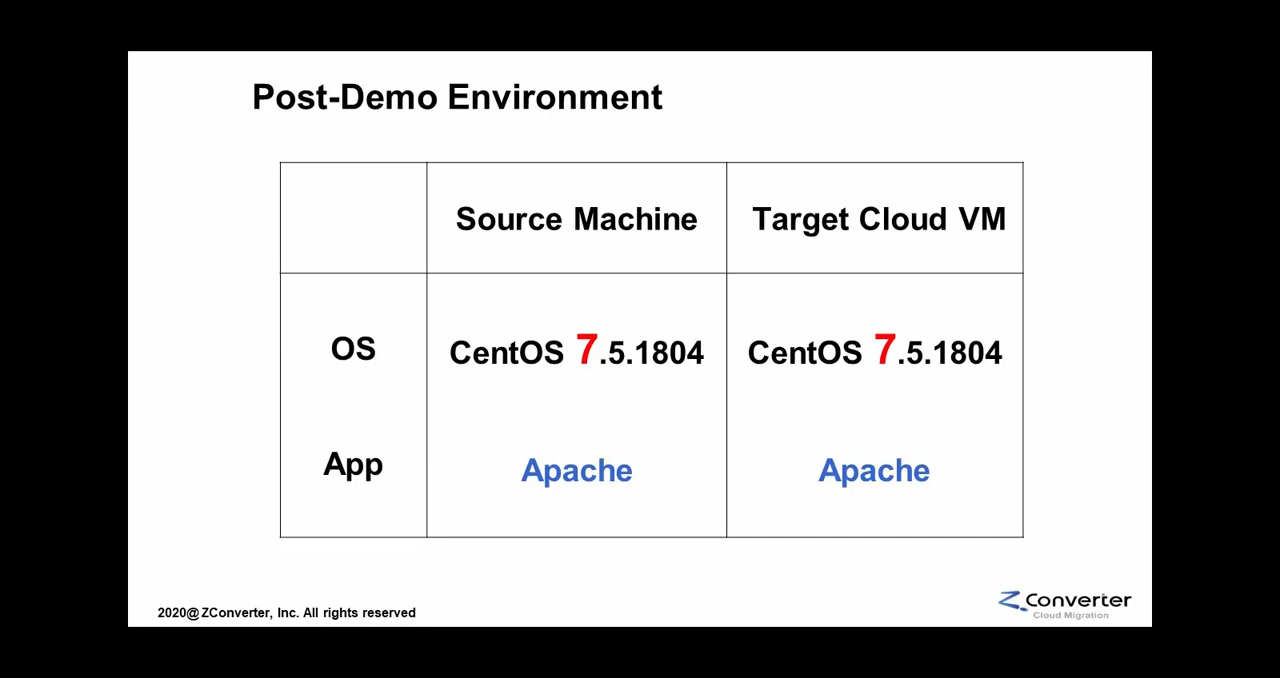 Post-Demo Environment
Source Machine Target Cloud VM
OS CentOS 7.5.1804 CentOS 7.5.1804
App Apache Apache
2020@ZConverter, Inc. All rights reserved
ZConverter
Cloud Migration